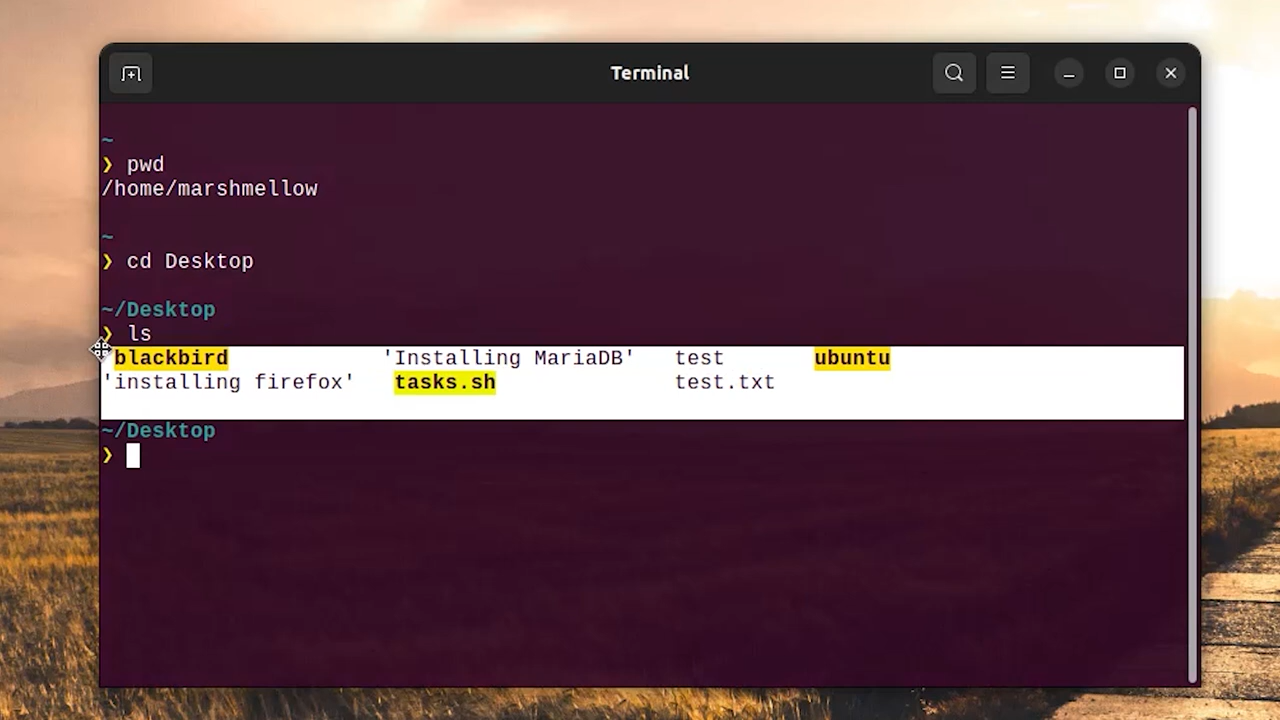 Terminal
~
❯ pwd
/home/marshmellow
~
❯ cd Desktop
~/Desktop
❯ ls
blackbird 'Installing MariaDB' test ubuntu
'installing firefox' tasks.sh test.txt
~/Desktop
❯